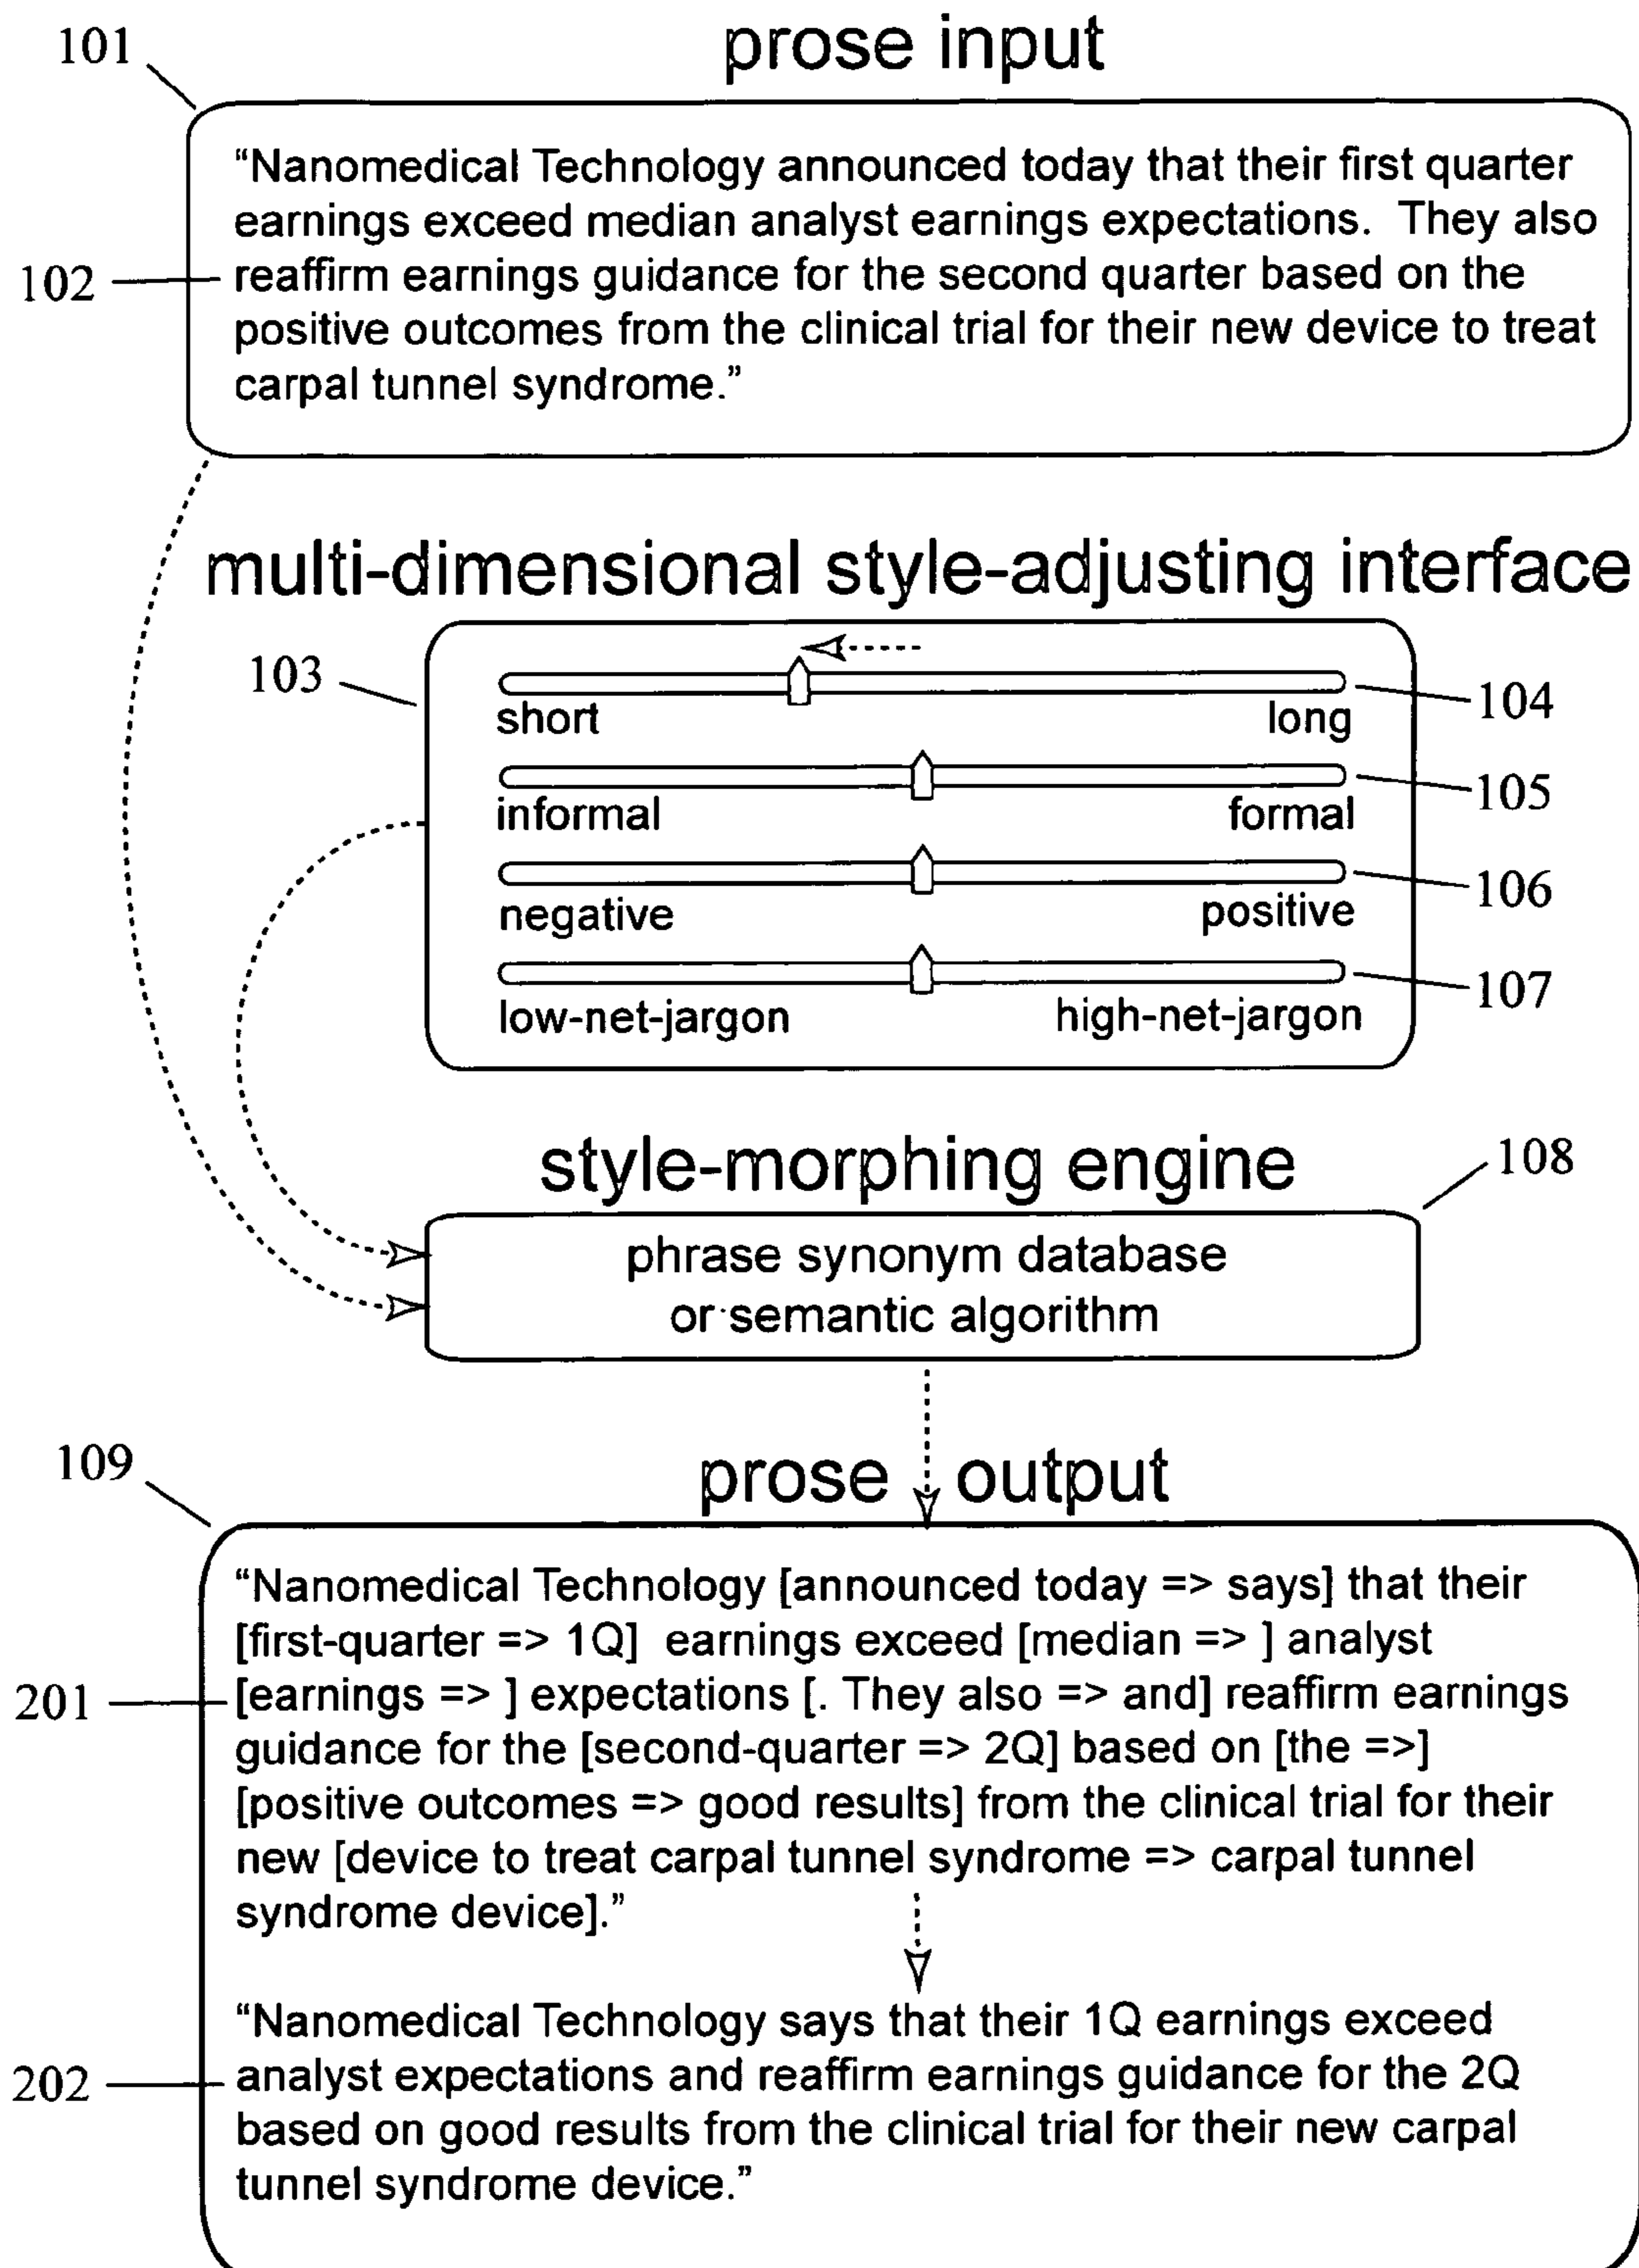 101
prose input
“Nanomedical Technology announced today that their first quarter
earnings exceed median analyst earnings expectations.  They also
102
reaffirm earnings guidance for the second quarter based on the
positive outcomes from the clinical trial for their new device to treat
carpal tunnel syndrome.”
multi-dimensional style-adjusting interface
103
short long 104
informal formal 105
negative positive 106
low-net-jargon high-net-jargon 107
style-morphing engine 108
phrase synonym database
or semantic algorithm
109
prose output
“Nanomedical Technology [announced today => says] that their
[first-quarter => 1Q]  earnings exceed [median => ] analyst
201
[earnings => ] expectations [. They also => and] reaffirm earnings
guidance for the [second-quarter => 2Q] based on [the =>]
[positive outcomes => good results] from the clinical trial for their
new [device to treat carpal tunnel syndrome => carpal tunnel
syndrome device].”
“Nanomedical Technology says that their 1Q earnings exceed
202
analyst expectations and reaffirm earnings guidance for the 2Q
based on good results from the clinical trial for their new carpal
tunnel syndrome device.”